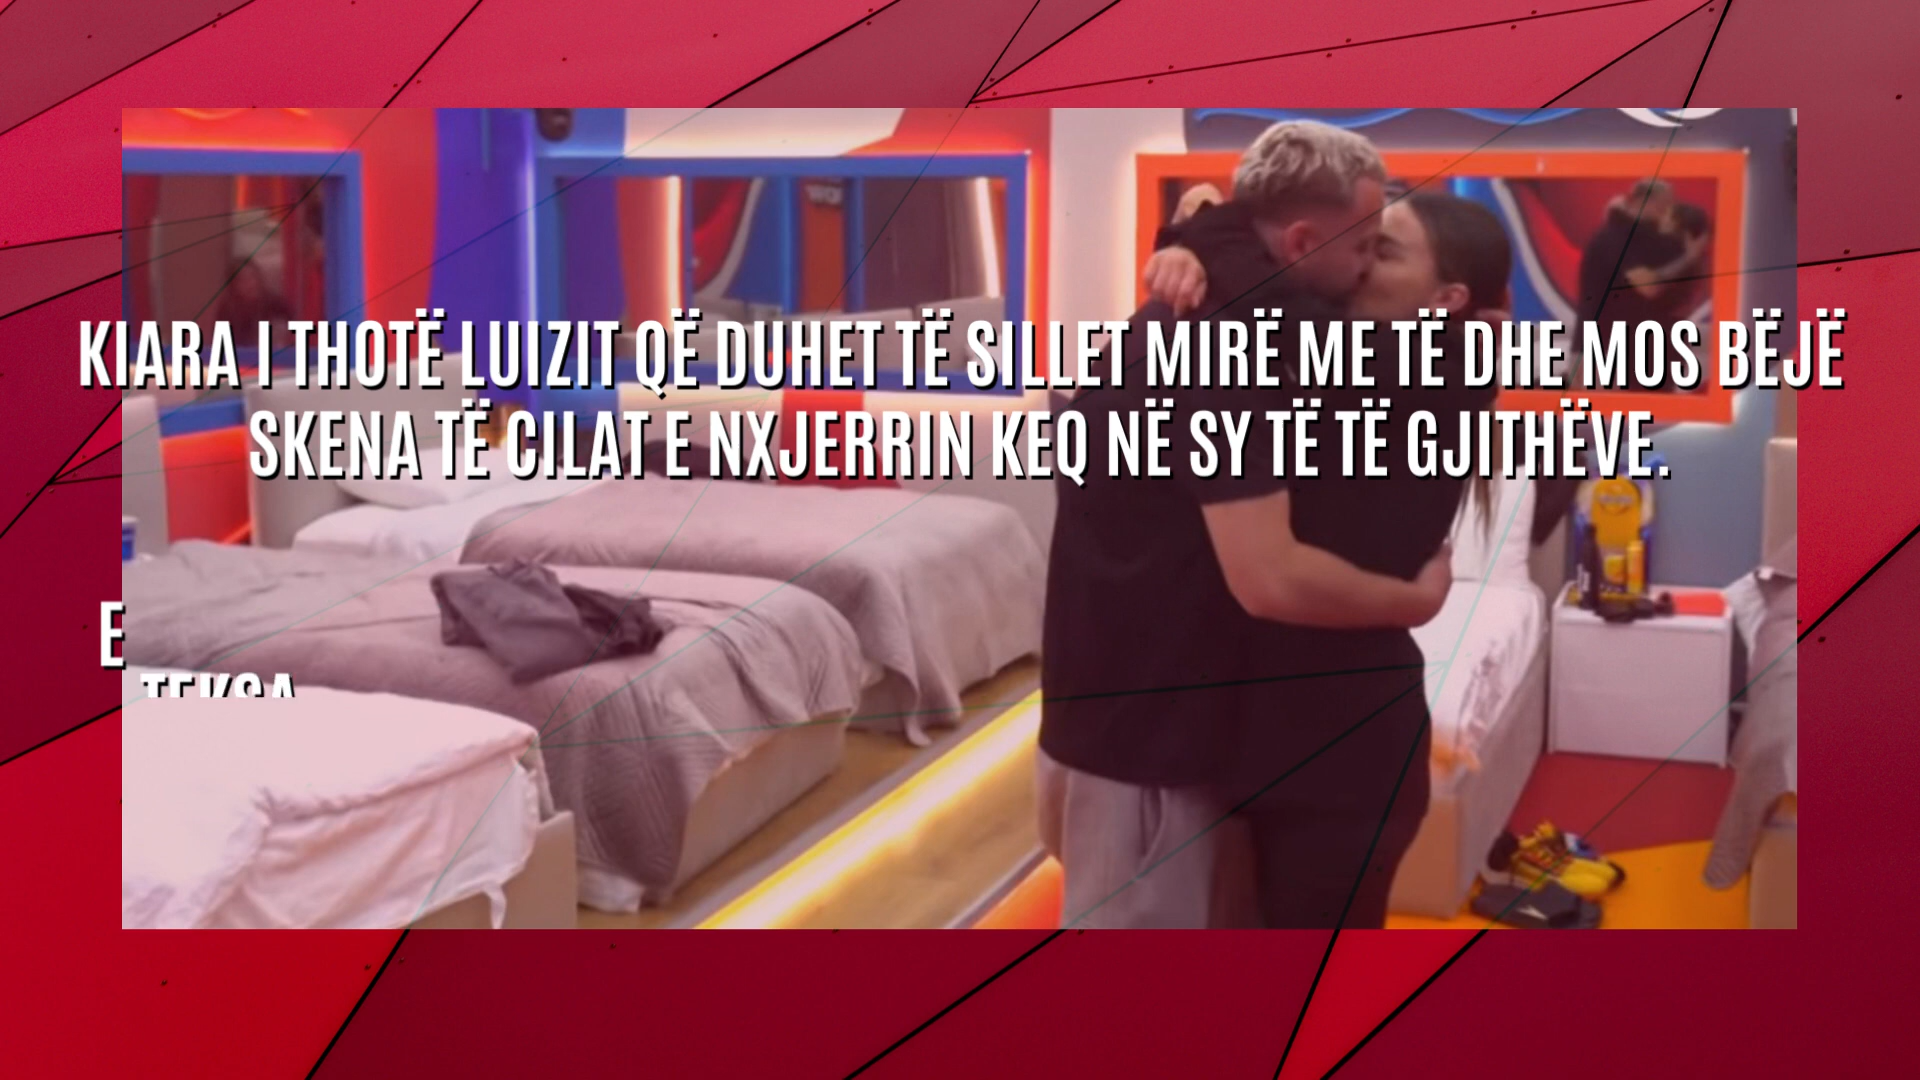 KIARA I THOTË LUIZIT QË DUHET TË SILLET MIRË ME TË DHE MOS BËJË
SKENA TË CILAT E NXJERRIN KEQ NË SY TË TË GJITHËVE.
E
TEKSA